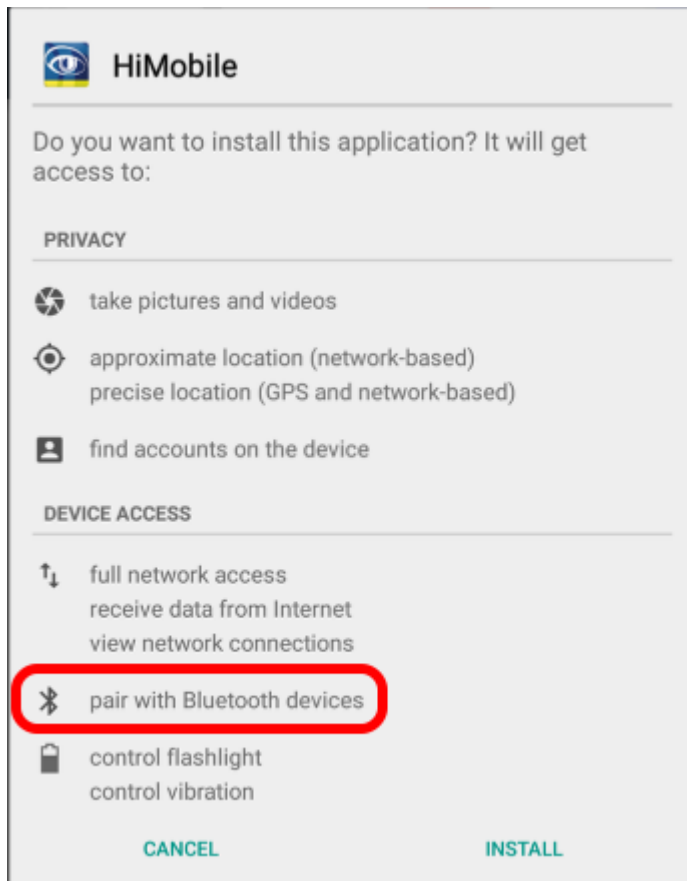 HiMobile
Do you want to install this application? It will get
access to:
PRIVACY
take pictures and videos
approximate location (network-based)
precise location (GPS and network-based)
find accounts on the device
DEVICE ACCESS
full network access
receive data from Internet
view network connections
pair with Bluetooth devices
control flashlight
control vibration
CANCEL INSTALL